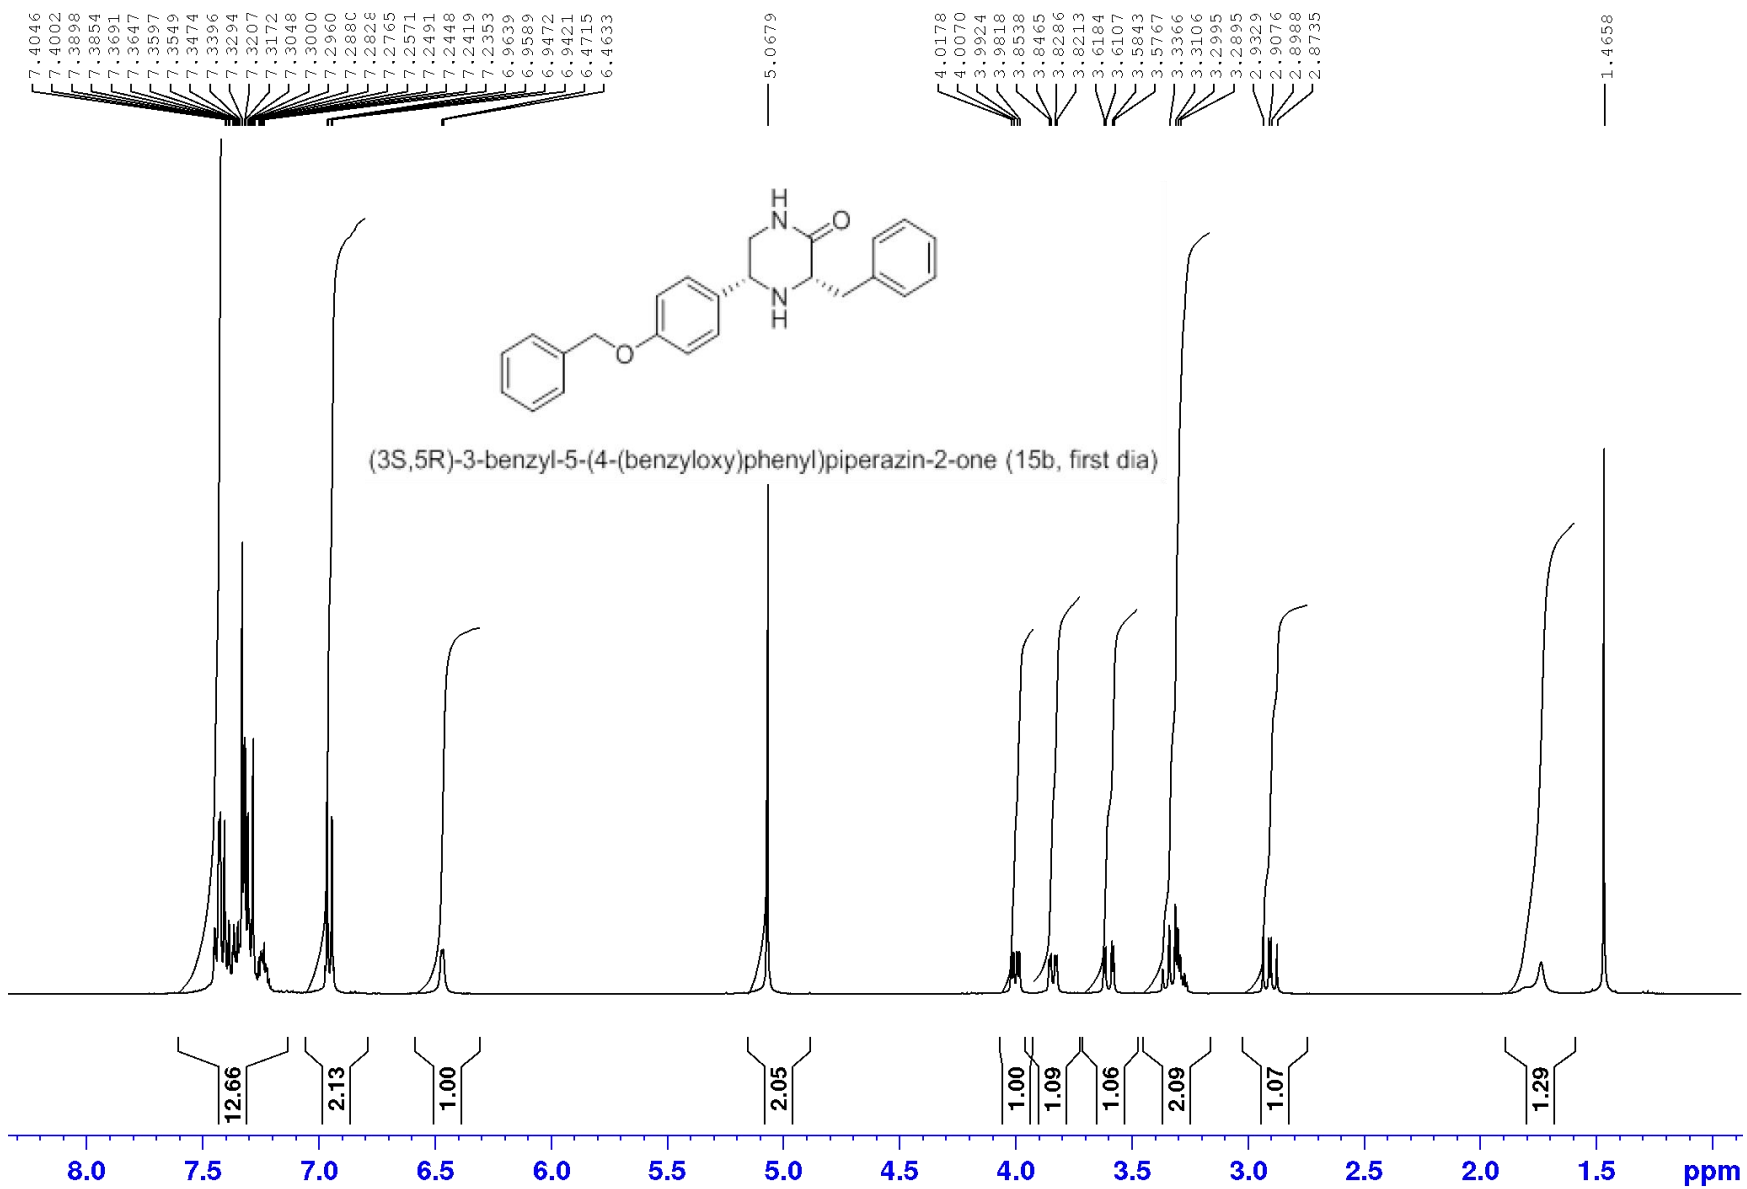 7.4046 7.4002 7.3898 7.3854 7.3691 7.3647 7.3597 7.3549 7.3474 7.3396 7.3294 7.3207 7.3172 7.3048 7.3000 7.2960 7.2880 7.2828 7.2765 7.2571 7.2491 7.2448 7.2419 7.2353 6.9639 6.9589 6.9472 6.9421 6.4715 6.4633 5.0679 4.0178 4.0070 3.9924 3.9818 3.8538 3.8465 3.8286 3.8213 3.6184 3.6107 3.5843 3.5767 3.3366 3.3106 3.2995 3.2895 2.9329 2.9076 2.8988 2.8735 1.4658
H
N
O
N
H
O
(3S,5R)-3-benzyl-5-(4-(benzyloxy)phenyl)piperazin-2-one (15b, first dia)
12.66 2.13 1.00 2.05 1.00 1.09 1.06 2.09 1.07 1.29
8.0 7.5 7.0 6.5 6.0 5.5 5.0 4.5 4.0 3.5 3.0 2.5 2.0 1.5 ppm